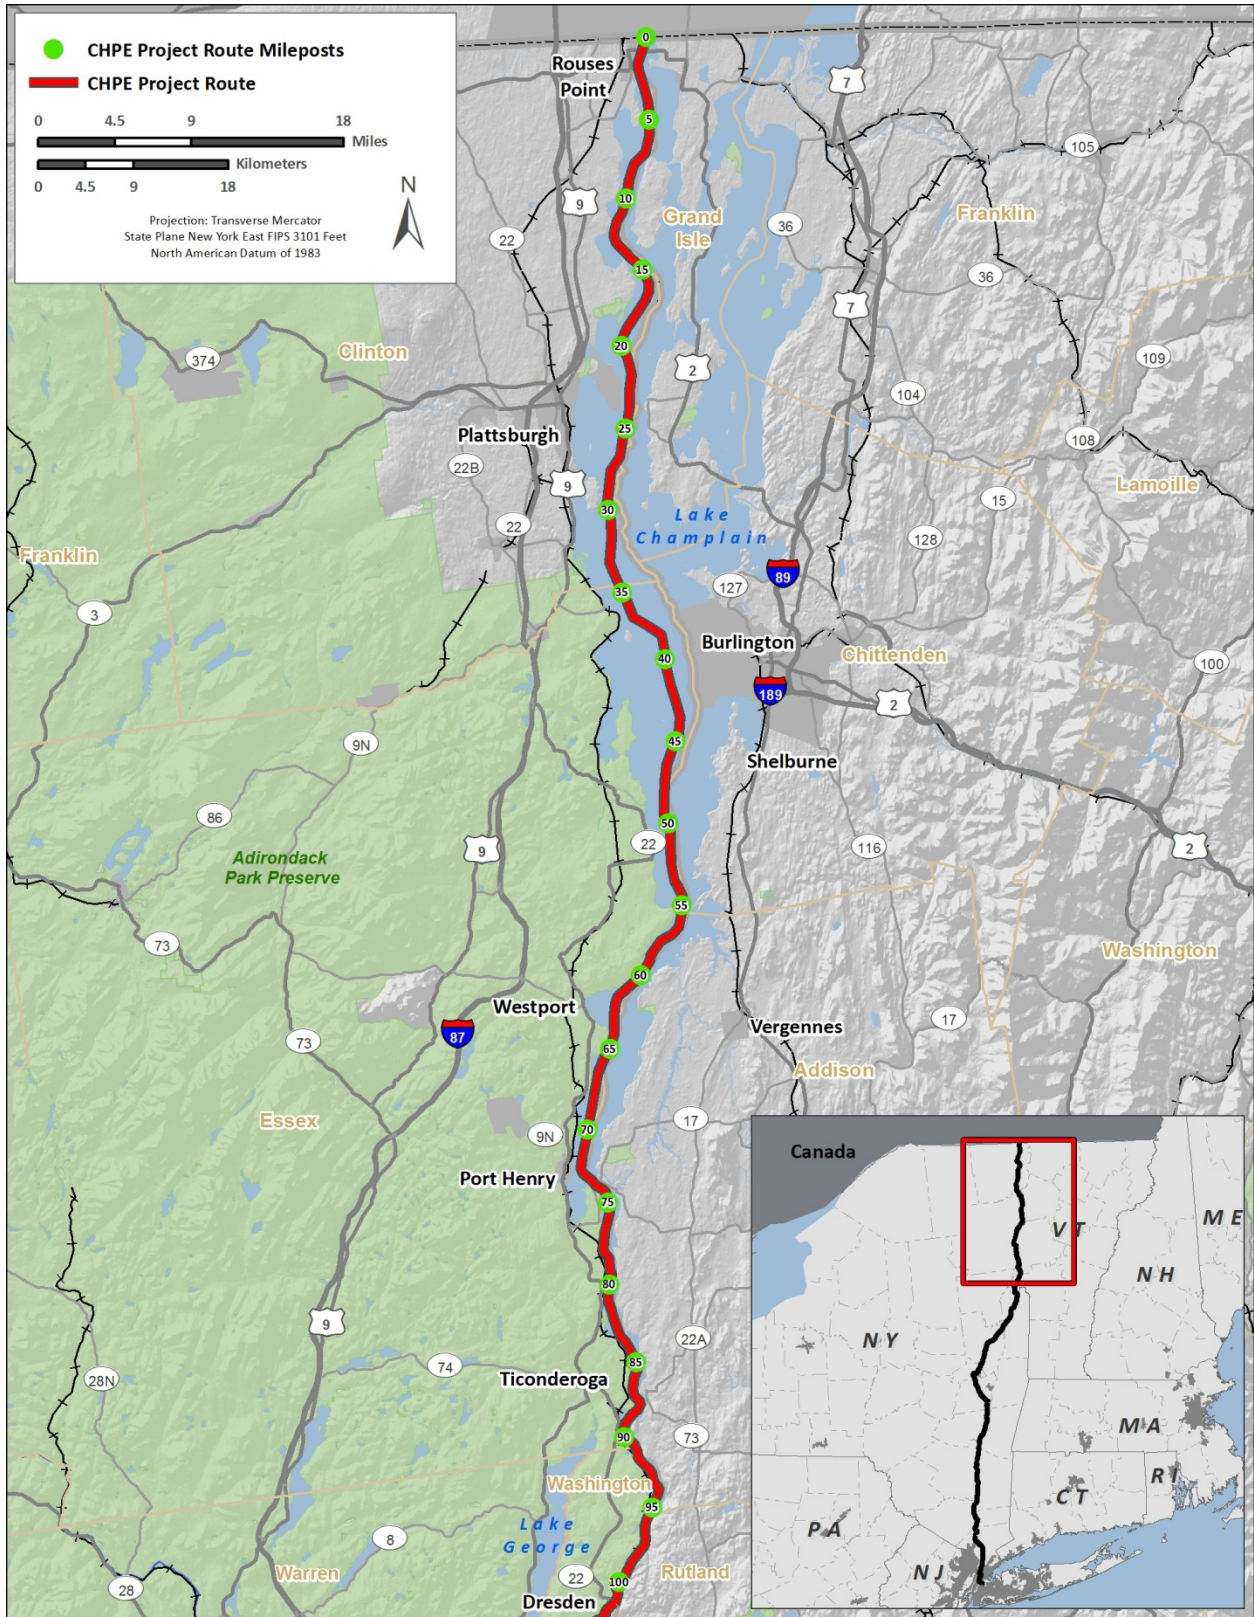 CHPE Project Route Mileposts
CHPE Project Route
0 4.5 9 18
Miles
Kilometers
0 4.5 9 18
N
Projection: Transverse Mercator
State Plane New York East FIPS 3101 Feet
North American Datum of 1983
0
Rouses
Point
7
5
105
10
9
Grand
Isle
36
Franklin
22
15
36
7
20
Clinton
374
2
109
104
25
Plattsburgh
108
22B
9
Lamoille
15
30
Lake
Champlain
22
128
Franklin
89
127
35
3
Burlington
40
Chittenden
100
189
2
9N
45
Shelburne
86
50
22
116
9
2
Adirondack
Park Preserve
55
73
Washington
60
Westport
17
87
Vergennes
73
65
Addison
Essex
17
70
9N
Port Henry
75
80
9
22A
74
85
Ticonderoga
28N
90
73
Washington
95
Lake
George
8
Warren
22
Rutland
100
28
Dresden
Canada
VT
ME
NH
NY
MA
RI
CT
PA
NJ